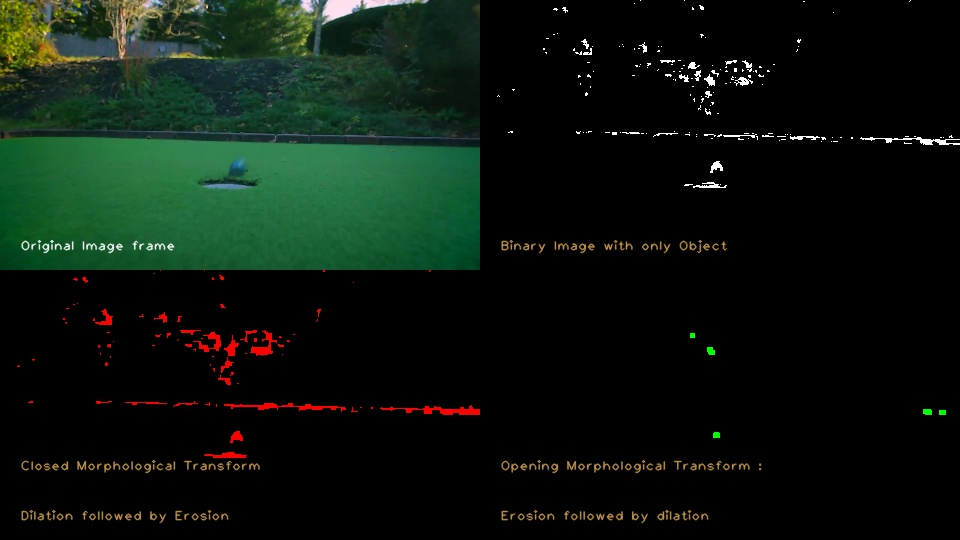 Original Image frame
Binary Image with only Object
Closed Morphological Transform
Dilation followed by Erosion
Opening Morphological Transform :
Erosion followed by dilation